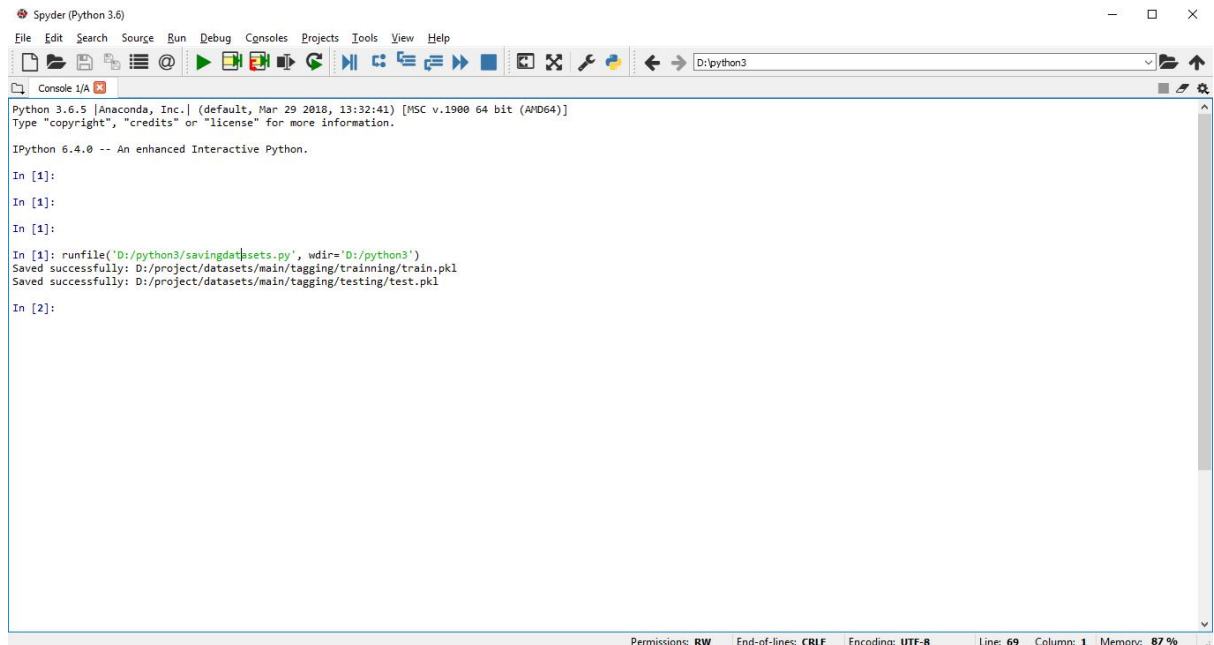 Spyder (Python 3.6)
File Edit Search Source Run Debug Consoles Projects Tools View Help
D:\python3
Console 1/A
Python 3.6.5 |Anaconda, Inc.| (default, Mar 29 2018, 13:32:41) [MSC v.1900 64 bit (AMD64)]
Type "copyright", "credits" or "license" for more information.
IPython 6.4.0 -- An enhanced Interactive Python.
In [1]:
In [1]:
In [1]:
In [1]: runfile('D:/python3/savingdatasets.py', wdir='D:/python3')
Saved successfully: D:/project/datasets/main/tagging/trainning/train.pkl
Saved successfully: D:/project/datasets/main/tagging/testing/test.pkl
In [2]:
Permissions: RW End-of-lines: CRLF Encoding: UTF-8 Line: 69 Column: 1 Memory: 87 %